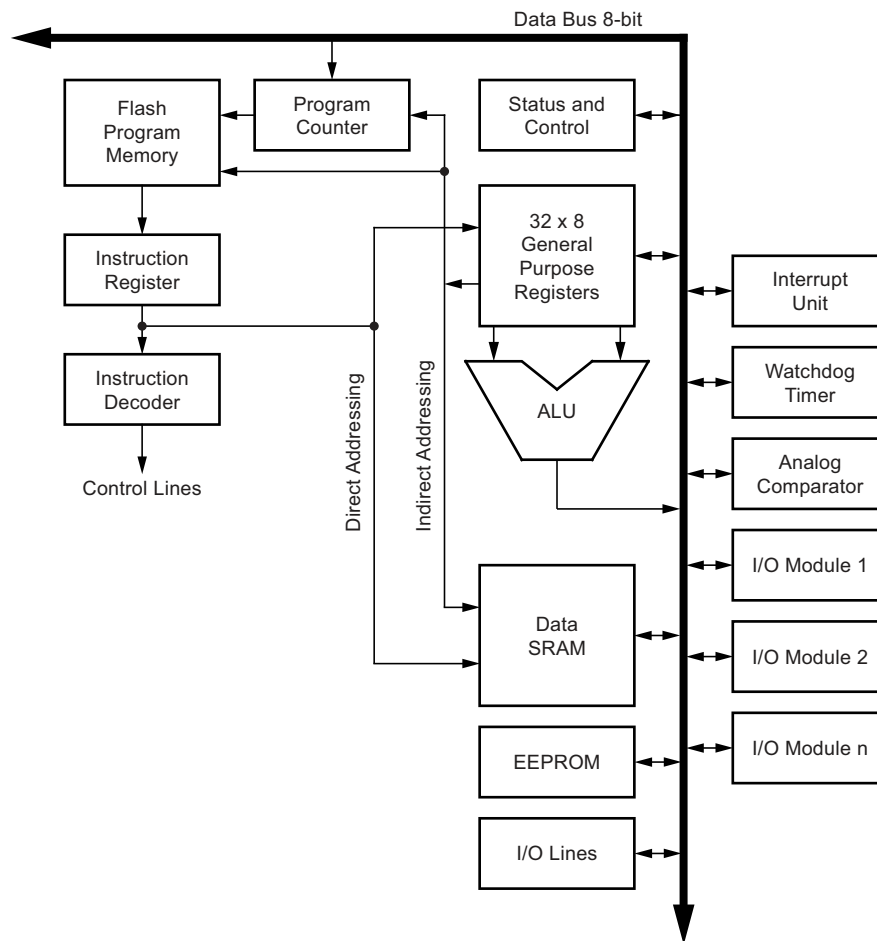 Data Bus 8-bit
Flash
Program
Memory
Program
Counter
Status and
Control
32 x 8
General
Purpose
Registers
Instruction
Register
Interrupt
Unit
Instruction
Decoder
Watchdog
Timer
ALU
Direct Addressing
Indirect Addressing
Analog
Comparator
Control Lines
I/O Module 1
Data
SRAM
I/O Module 2
I/O Module n
EEPROM
I/O Lines